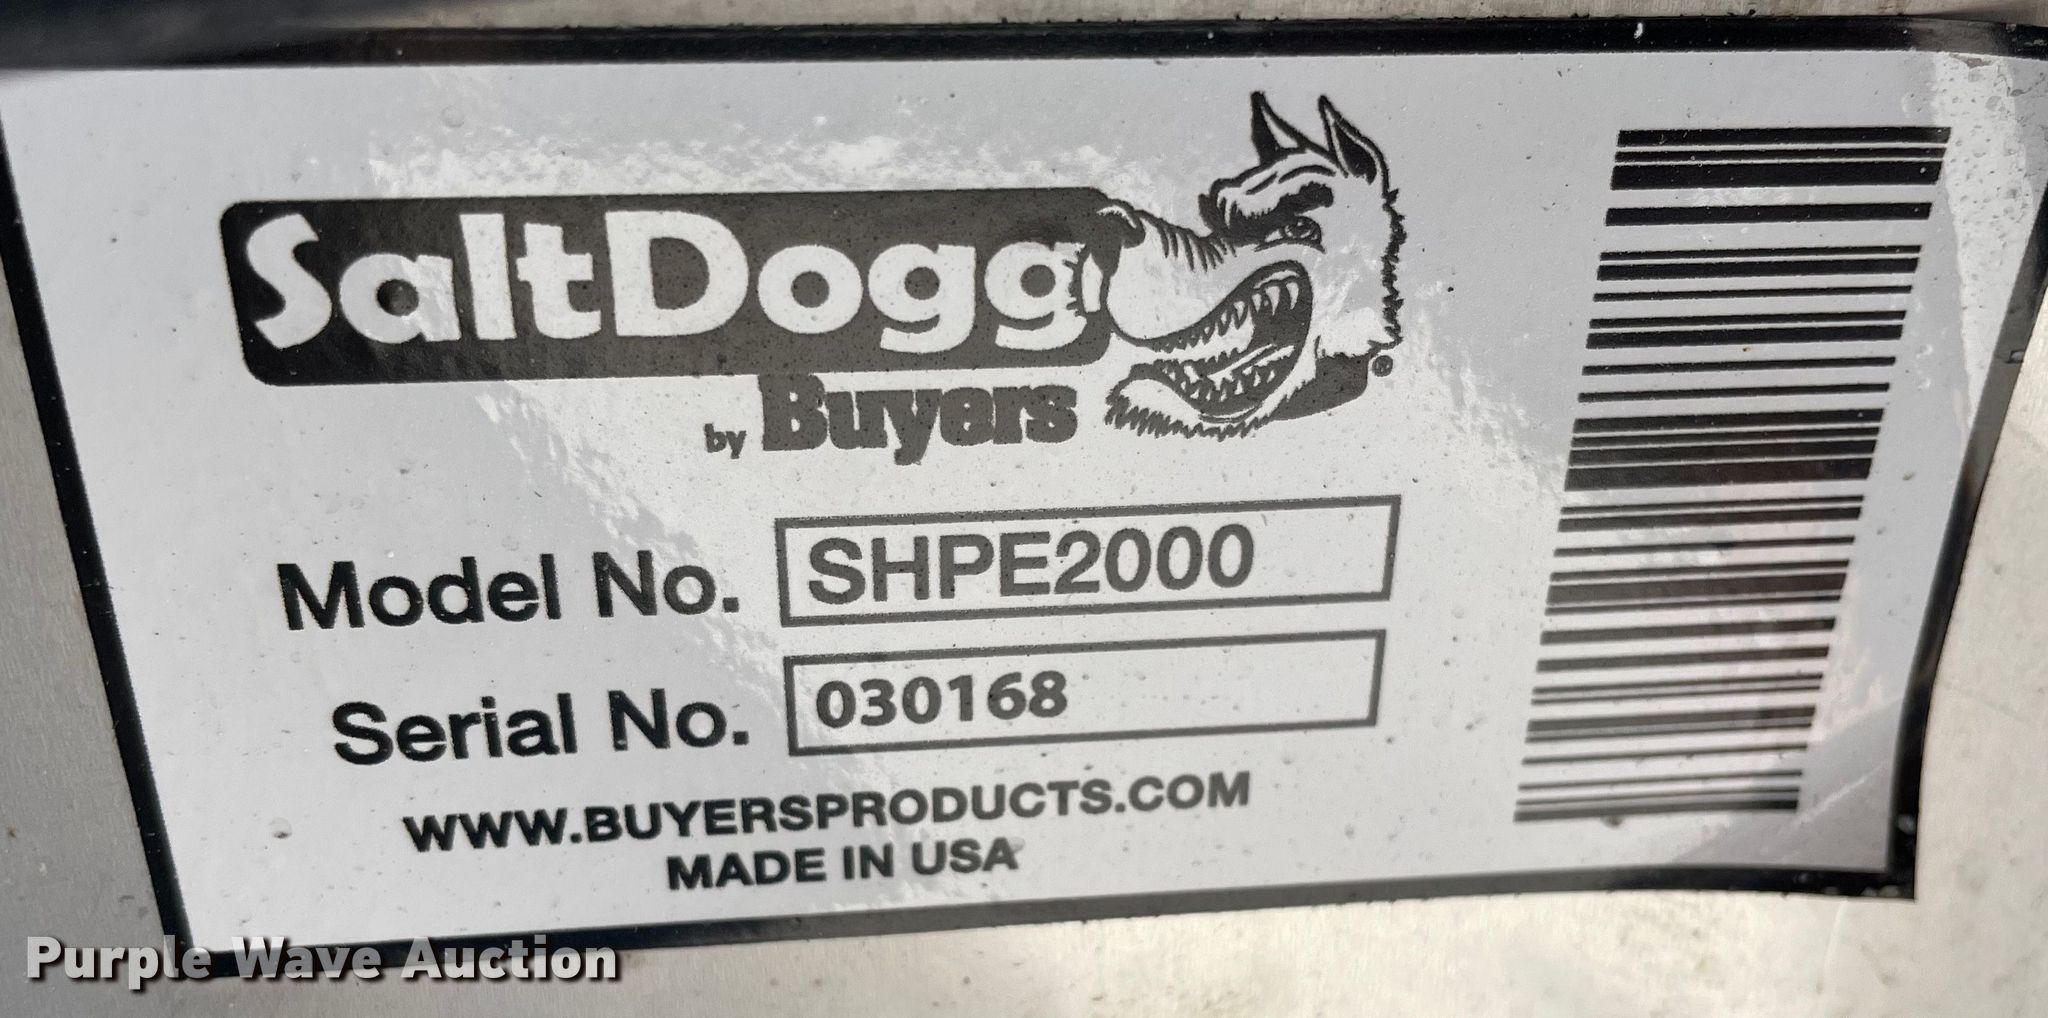 SaltDogg
®
by Buyers
Model No. SHPE2000
Serial No. 030168
WWW.BUYERSPRODUCTS.COM
MADE IN USA
Purple Wave Auction